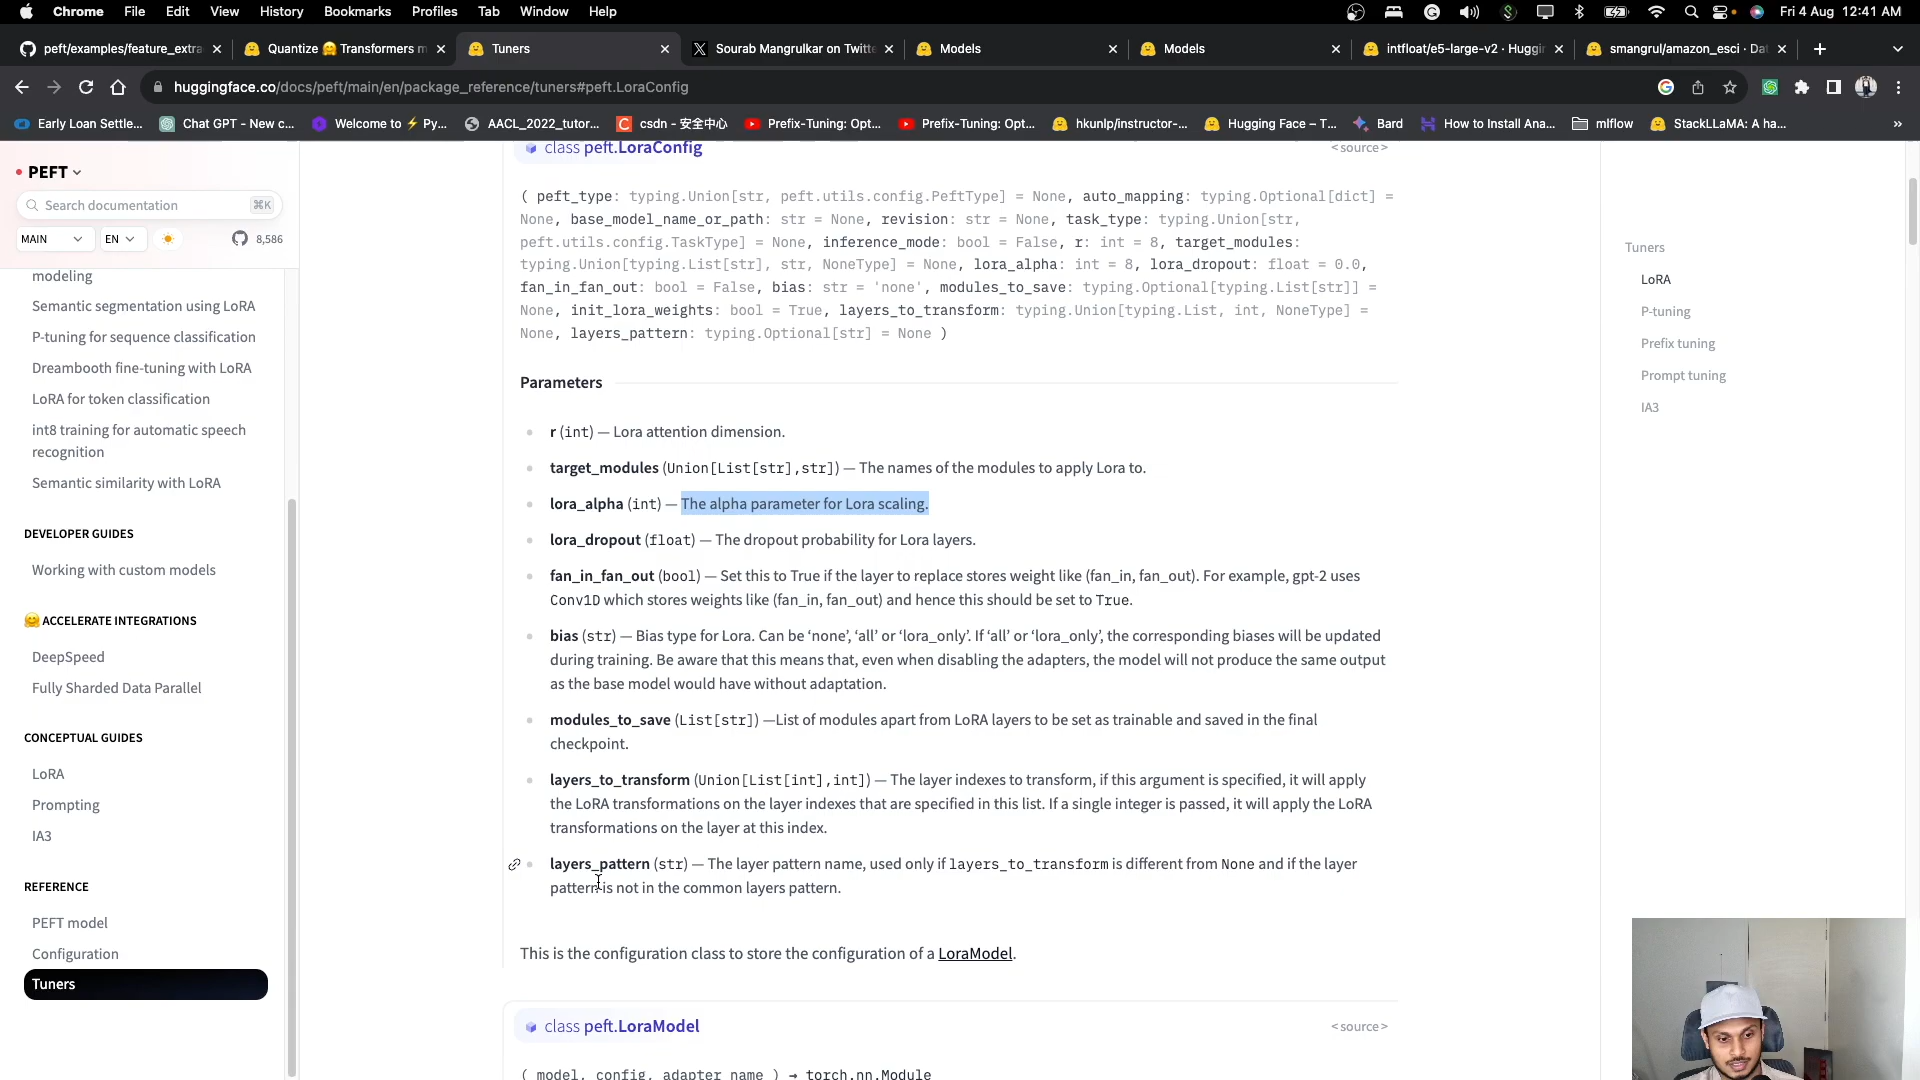 Chrome File Edit View History Bookmarks Profiles Tab Window Help Fri 4 Aug 12:41 AM
peft/examples/feature_extra Quantize 🤗 Transformers m Tuners Sourab Mangrulkar on Twitte Models Models intfloat/e5-large-v2 · Huggin smangrul/amazon_esci · Dat
huggingface.co/docs/peft/main/en/package_reference/tuners#peft.LoraConfig
Early Loan Settle... Chat GPT - New c... Welcome to ⚡ Py... AACL_2022_tutor... csdn - 安全中心 Prefix-Tuning: Opt... Prefix-Tuning: Opt... hkunlp/instructor-... Hugging Face – T... Bard How to Install Ana... mlflow StackLLaMA: A ha... »
PEFT
Search documentation ⌘K
MAIN EN 8,586
modeling
Semantic segmentation using LoRA
P-tuning for sequence classification
Dreambooth fine-tuning with LoRA
LoRA for token classification
int8 training for automatic speech
recognition
Semantic similarity with LoRA
DEVELOPER GUIDES
Working with custom models
🤗 ACCELERATE INTEGRATIONS
DeepSpeed
Fully Sharded Data Parallel
CONCEPTUAL GUIDES
LoRA
Prompting
IA3
REFERENCE
PEFT model
Configuration
Tuners
class peft.LoraConfig <source>
( peft_type: typing.Union[str, peft.utils.config.PeftType] = None, auto_mapping: typing.Optional[dict] =
None, base_model_name_or_path: str = None, revision: str = None, task_type: typing.Union[str,
peft.utils.config.TaskType] = None, inference_mode: bool = False, r: int = 8, target_modules:
typing.Union[typing.List[str], str, NoneType] = None, lora_alpha: int = 8, lora_dropout: float = 0.0,
fan_in_fan_out: bool = False, bias: str = 'none', modules_to_save: typing.Optional[typing.List[str]] =
None, init_lora_weights: bool = True, layers_to_transform: typing.Union[typing.List, int, NoneType] =
None, layers_pattern: typing.Optional[str] = None )
Parameters
r (int) — Lora attention dimension.
target_modules (Union[List[str],str]) — The names of the modules to apply Lora to.
lora_alpha (int) — The alpha parameter for Lora scaling.
lora_dropout (float) — The dropout probability for Lora layers.
fan_in_fan_out (bool) — Set this to True if the layer to replace stores weight like (fan_in, fan_out). For example, gpt-2 uses
Conv1D which stores weights like (fan_in, fan_out) and hence this should be set to True.
bias (str) — Bias type for Lora. Can be ‘none’, ‘all’ or ‘lora_only’. If ‘all’ or ‘lora_only’, the corresponding biases will be updated
during training. Be aware that this means that, even when disabling the adapters, the model will not produce the same output
as the base model would have without adaptation.
modules_to_save (List[str]) —List of modules apart from LoRA layers to be set as trainable and saved in the final
checkpoint.
layers_to_transform (Union[List[int],int]) — The layer indexes to transform, if this argument is specified, it will apply
the LoRA transformations on the layer indexes that are specified in this list. If a single integer is passed, it will apply the LoRA
transformations on the layer at this index.
layers_pattern (str) — The layer pattern name, used only if layers_to_transform is different from None and if the layer
pattern is not in the common layers pattern.
This is the configuration class to store the configuration of a LoraModel.
class peft.LoraModel <source>
( model, config, adapter_name ) → torch.nn.Module
Tuners
LoRA
P-tuning
Prefix tuning
Prompt tuning
IA3